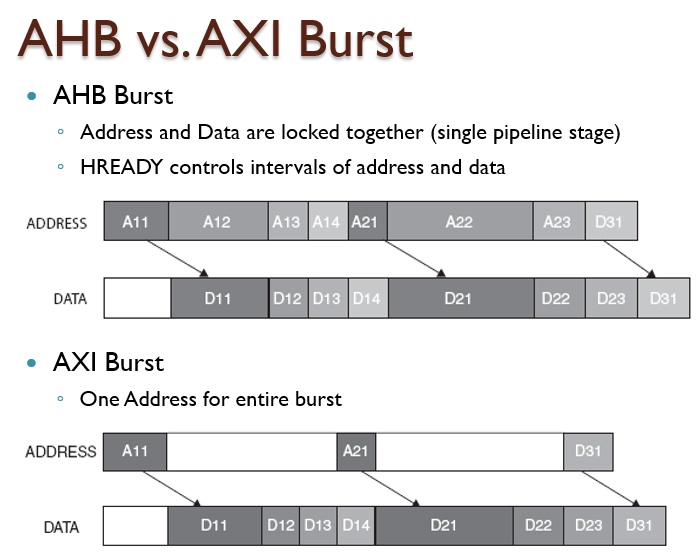 AHB vs. AXI Burst
• AHB Burst
◦ Address and Data are locked together (single pipeline stage)
◦ HREADY controls intervals of address and data
ADDRESS A11 A12 A13 A14 A21 A22 A23 D31
DATA D11 D12 D13 D14 D21 D22 D23 D31
• AXI Burst
◦ One Address for entire burst
ADDRESS A11 A21 D31
DATA D11 D12 D13 D14 D21 D22 D23 D31